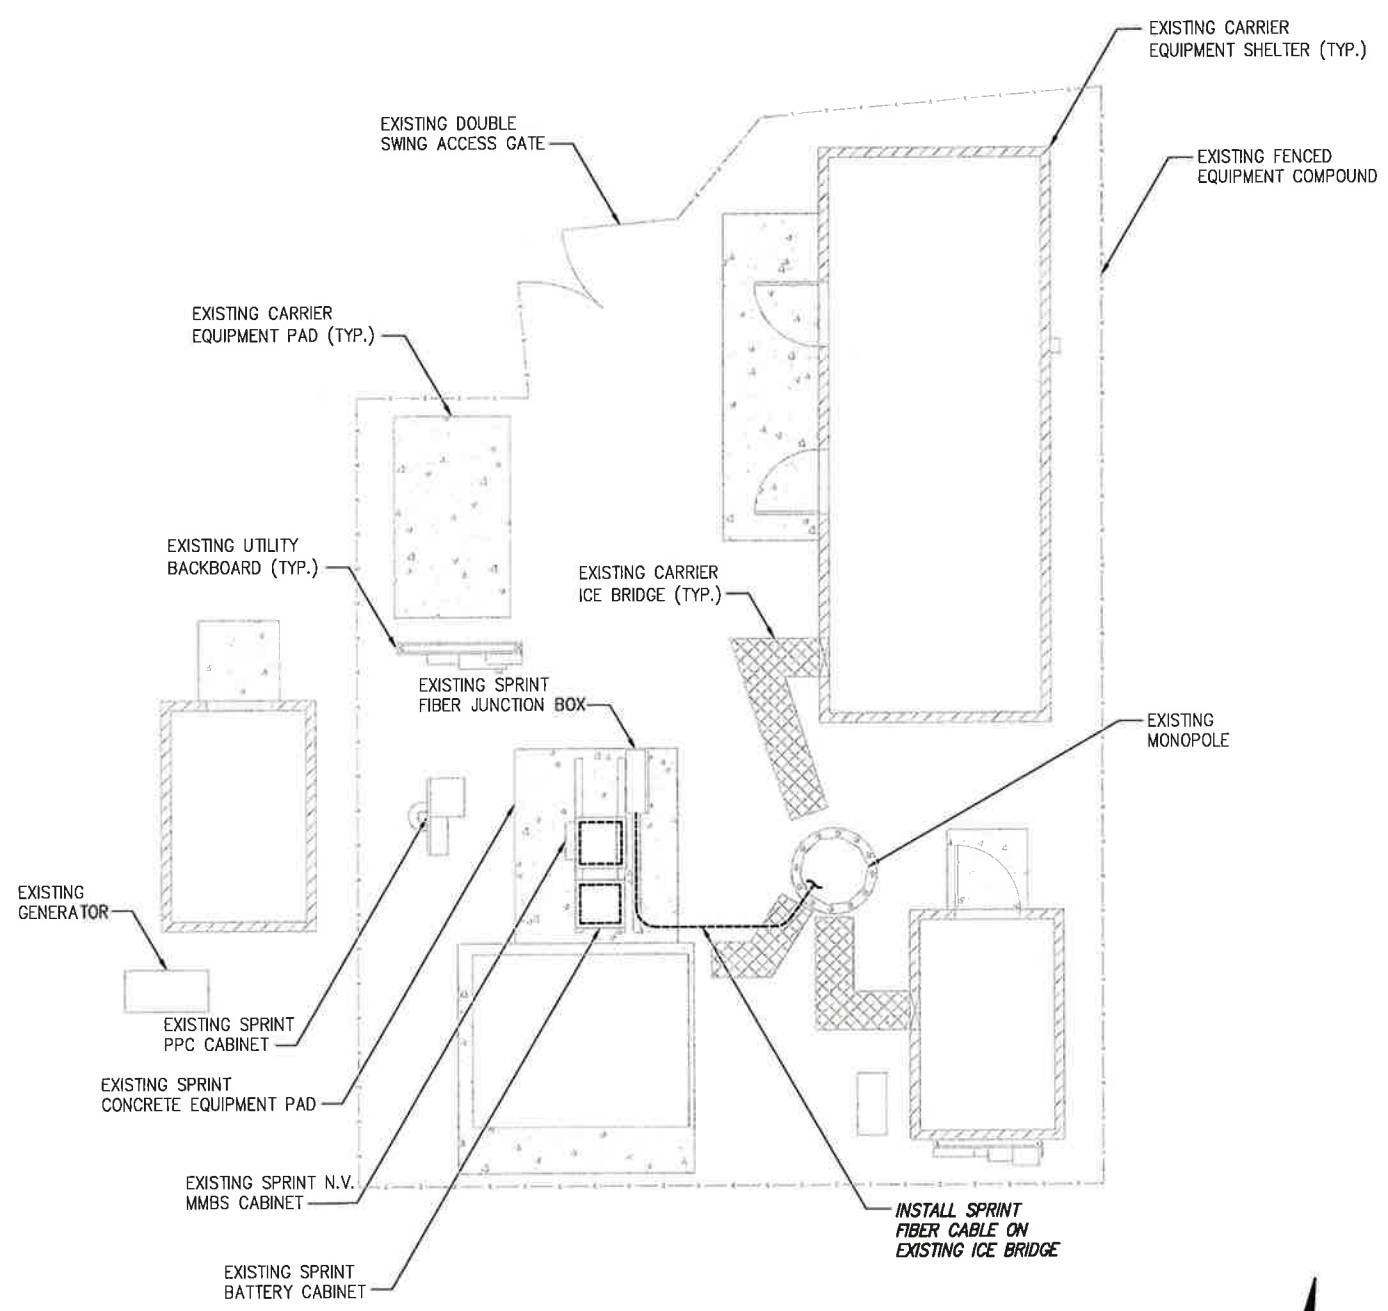 EXISTING CARRIER
EQUIPMENT SHELTER (TYP.)
EXISTING DOUBLE
SWING ACCESS GATE
EXISTING FENCED
EQUIPMENT COMPOUND
EXISTING CARRIER
EQUIPMENT PAD (TYP.)
EXISTING UTILITY
BACKBOARD (TYP.)
EXISTING CARRIER
ICE BRIDGE (TYP.)
EXISTING SPRINT
FIBER JUNCTION BOX
EXISTING
MONOPOLE
EXISTING
GENERATOR
EXISTING SPRINT
PPC CABINET
EXISTING SPRINT
CONCRETE EQUIPMENT PAD
EXISTING SPRINT N.V.
MMBS CABINET
INSTALL SPRINT
FIBER CABLE ON
EXISTING ICE BRIDGE
EXISTING SPRINT
BATTERY CABINET